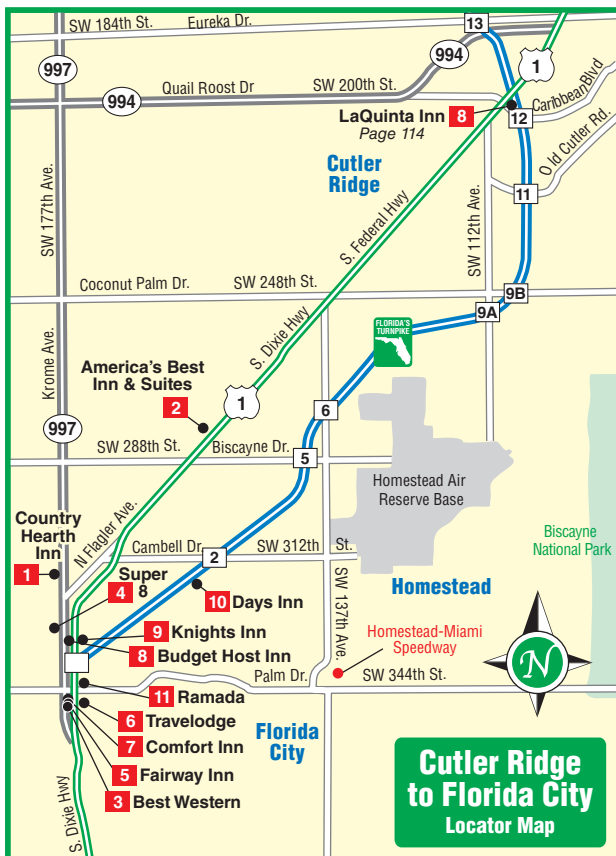 SW 184th St.
Eureka Dr.
13
997
994
1
Quail Roost Dr
SW 200th St.
994
LaQuinta Inn 8
Page 114
12
Caribbean Blvd
Cutler
Ridge
Old Cutler Rd.
11
SW 177th Ave.
S. Federal Hwy
SW 112th Ave.
Coconut Palm Dr.
SW 248th St.
9B
9A
S. Dixie Hwy
FLORIDA'S
TURNPIKE
Krome Ave.
America's Best
Inn & Suites
2
1
6
997
SW 288th St.
Biscayne Dr.
5
Homestead Air
Reserve Base
Country
Hearth
Inn
1
N Flagler Ave.
Cambell Dr.
2
SW 312th St.
Biscayne
National Park
Super
8
4
10 Days Inn
Homestead
SW 137th Ave.
9 Knights Inn
8 Budget Host Inn
Homestead-Miami
Speedway
N
Palm Dr.
SW 344th St.
11 Ramada
6 Travelodge
7 Comfort Inn
5 Fairway Inn
3 Best Western
Florida
City
S. Dixie Hwy
Cutler Ridge
to Florida City
Locator Map